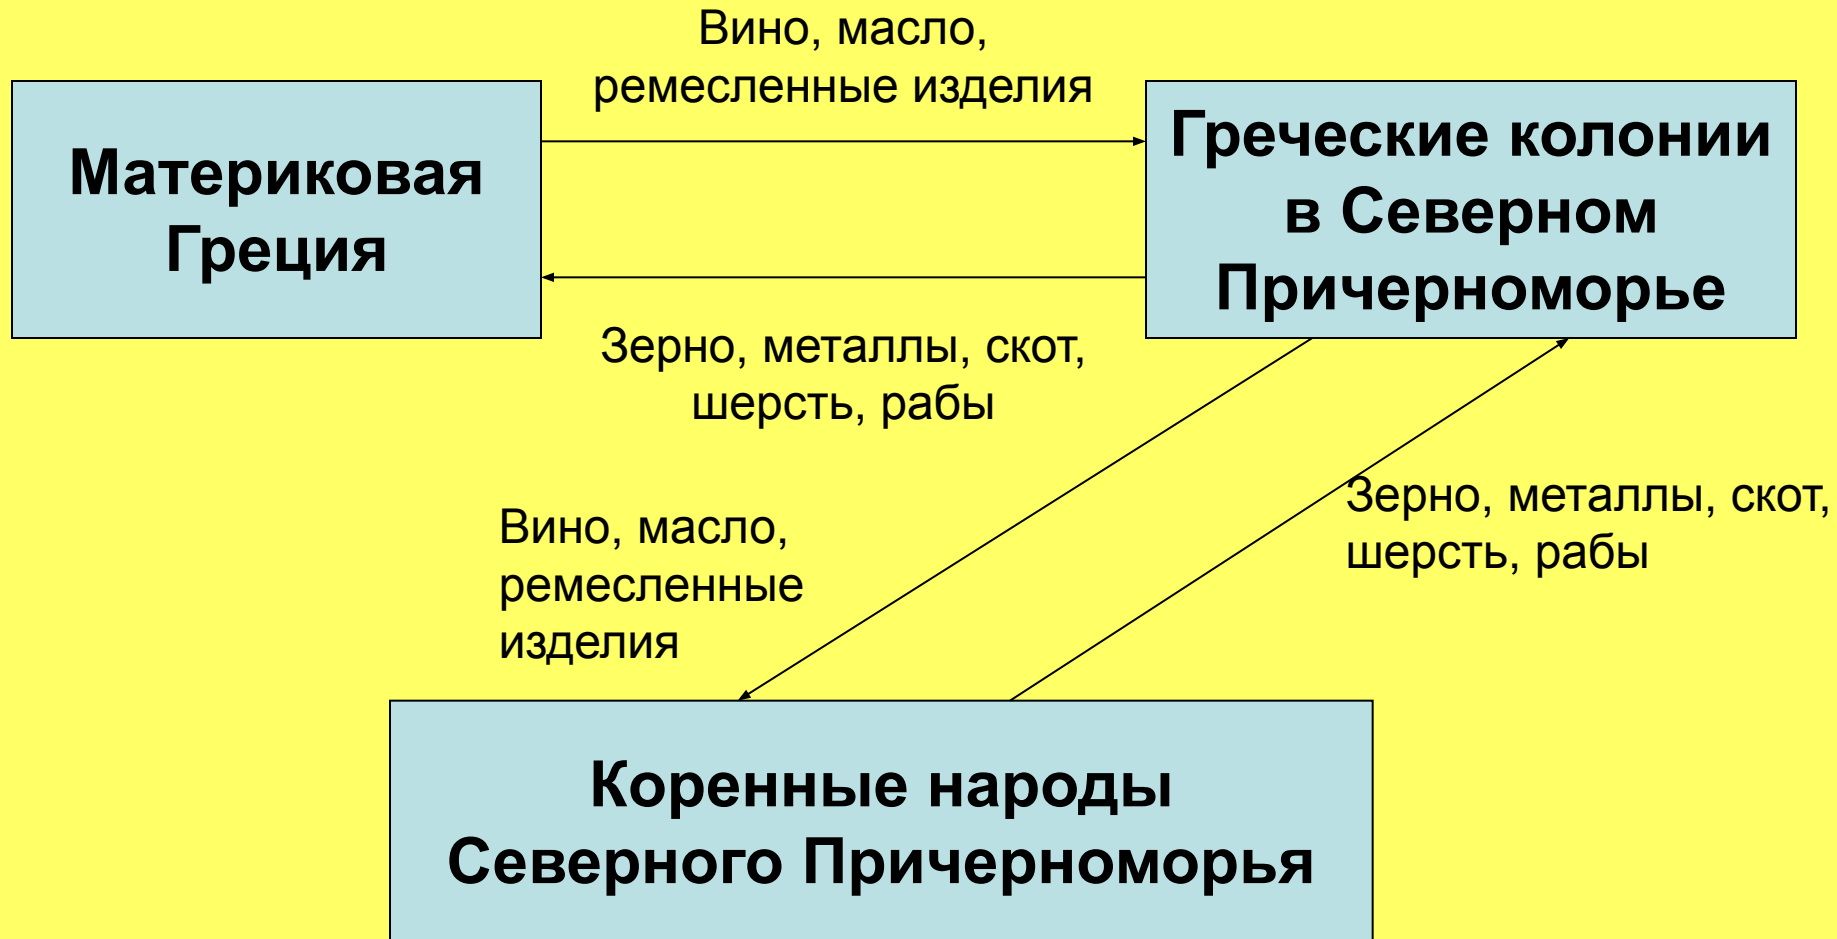 Вино, масло,
ремесленные изделия
Материковая
Греция
Греческие колонии
в Северном
Причерноморье
Зерно, металлы, скот,
шерсть, рабы
Вино, масло,
ремесленные
изделия
Зерно, металлы, скот,
шерсть, рабы
Коренные народы
Северного Причерноморья